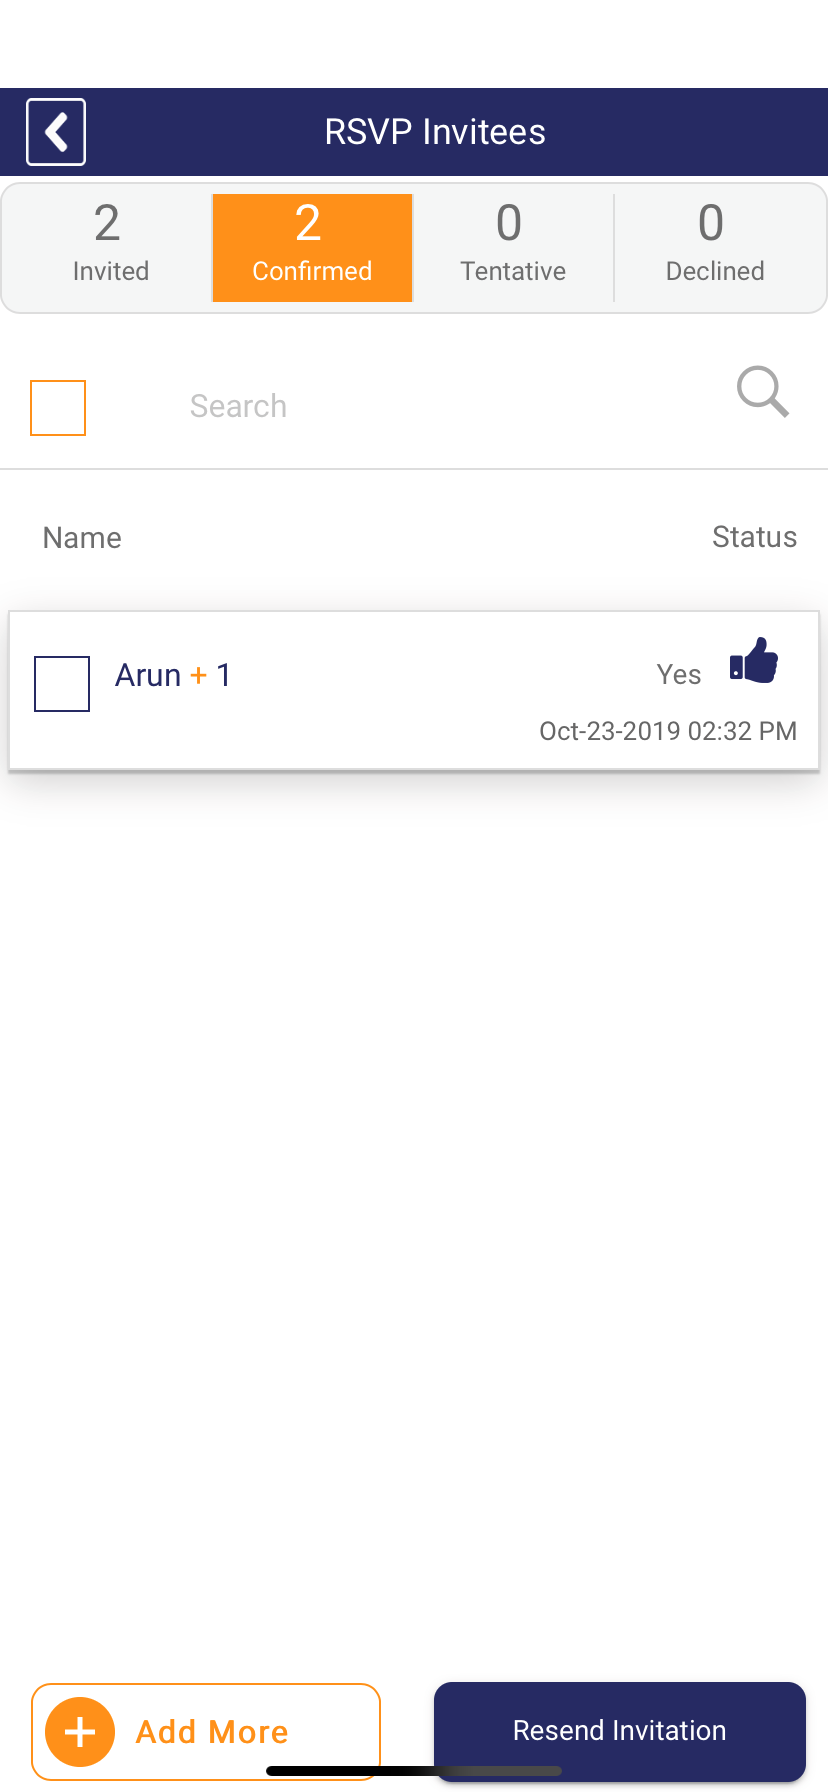 RSVP Invitees
2 2 0 0
Invited Confirmed Tentative Declined
Search
Name Status
Arun + 1 Yes
Oct-23-2019 02:32 PM
Add More Resend Invitation